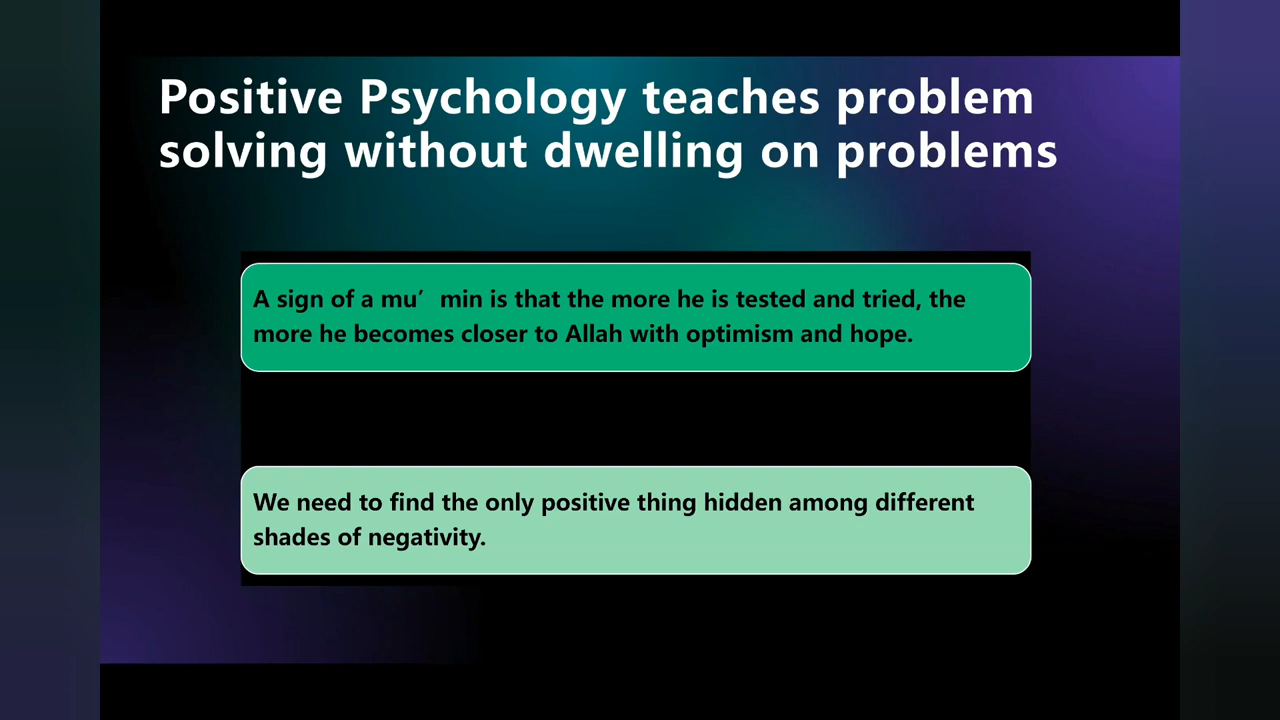 Positive Psychology teaches problem
solving without dwelling on problems
A sign of a mu′ min is that the more he is tested and tried, the
more he becomes closer to Allah with optimism and hope.
We need to find the only positive thing hidden among different
shades of negativity.